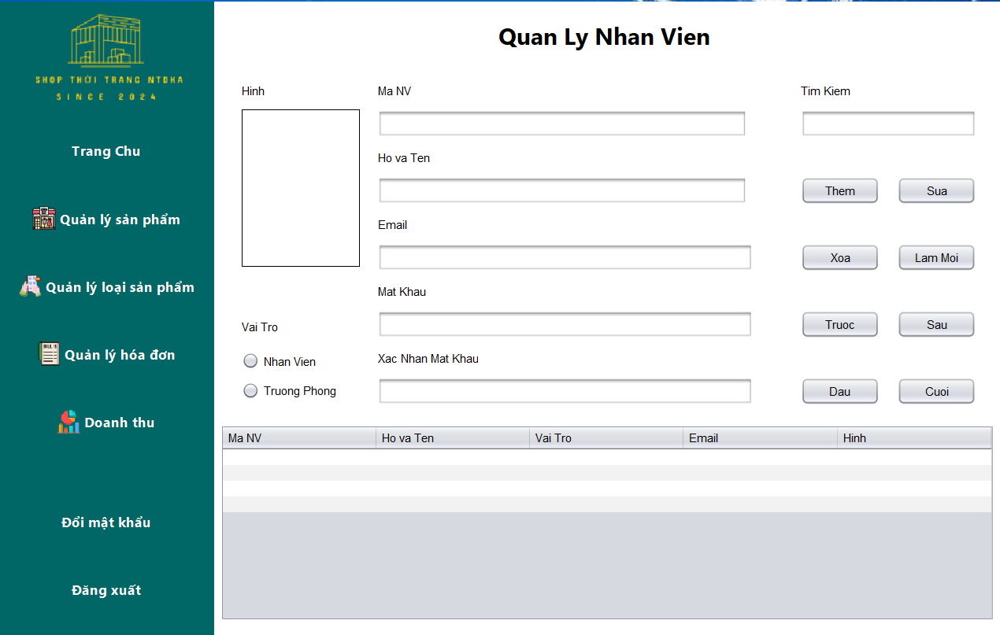 SHOP THỜI TRANG NTDKA
SINCE 2024
Trang Chu
Quản lý sản phẩm
Quản lý loại sản phẩm
BILL $
Quản lý hóa đơn
Doanh thu
Đổi mật khẩu
Đăng xuất
Quan Ly Nhan Vien
Hinh
Ma NV
Tim Kiem
Ho va Ten
Them
Sua
Email
Xoa
Lam Moi
Mat Khau
Truoc
Sau
Vai Tro
Nhan Vien
Xac Nhan Mat Khau
Truong Phong
Dau
Cuoi
Ma NV Ho va Ten Vai Tro Email Hinh